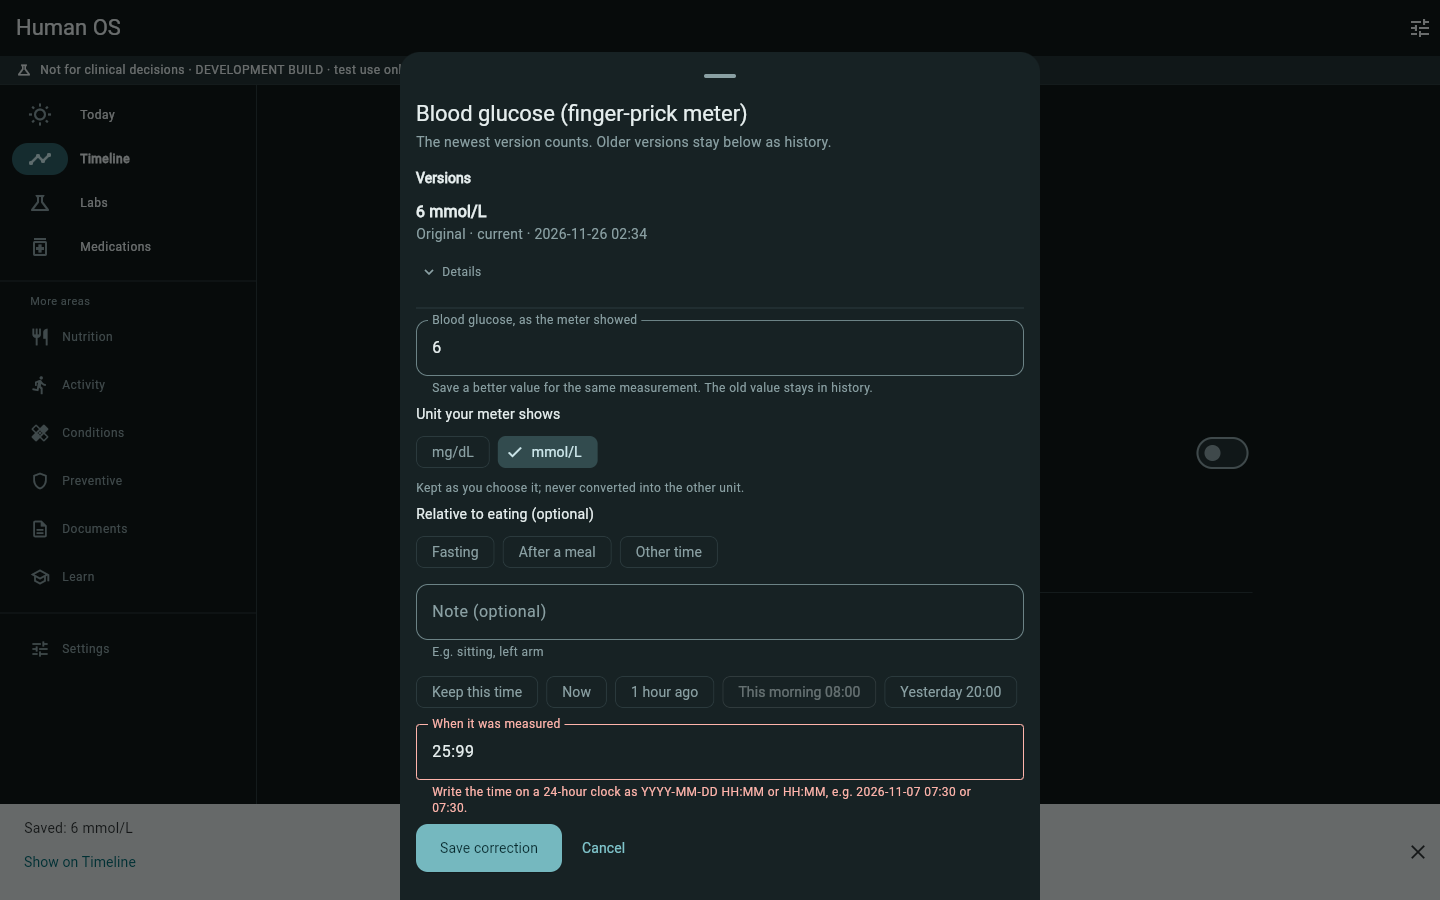 Human OS
Not for clinical decisions · DEVELOPMENT BUILD · test use
Today
Timeline
Labs
Medications
More areas
Nutrition
Activity
Conditions
Preventive
Documents
Learn
Settings
Blood glucose (finger-prick meter)
The newest version counts. Older versions stay below as history.
Versions
6 mmol/L
Original · current · 2026-11-26 02:34
Details
Blood glucose, as the meter showed
6
Save a better value for the same measurement. The old value stays in history.
Unit your meter shows
mg/dL
mmol/L
Kept as you choose it; never converted into the other unit.
Relative to eating (optional)
Fasting
After a meal
Other time
Note (optional)
E.g. sitting, left arm
Keep this time
Now
1 hour ago
This morning 08:00
Yesterday 20:00
When it was measured
25:99
Write the time on a 24-hour clock as YYYY-MM-DD HH:MM or HH:MM, e.g. 2026-11-07 07:30 or
07:30.
Save correction
Cancel
Saved: 6 mmol/L
Show on Timeline